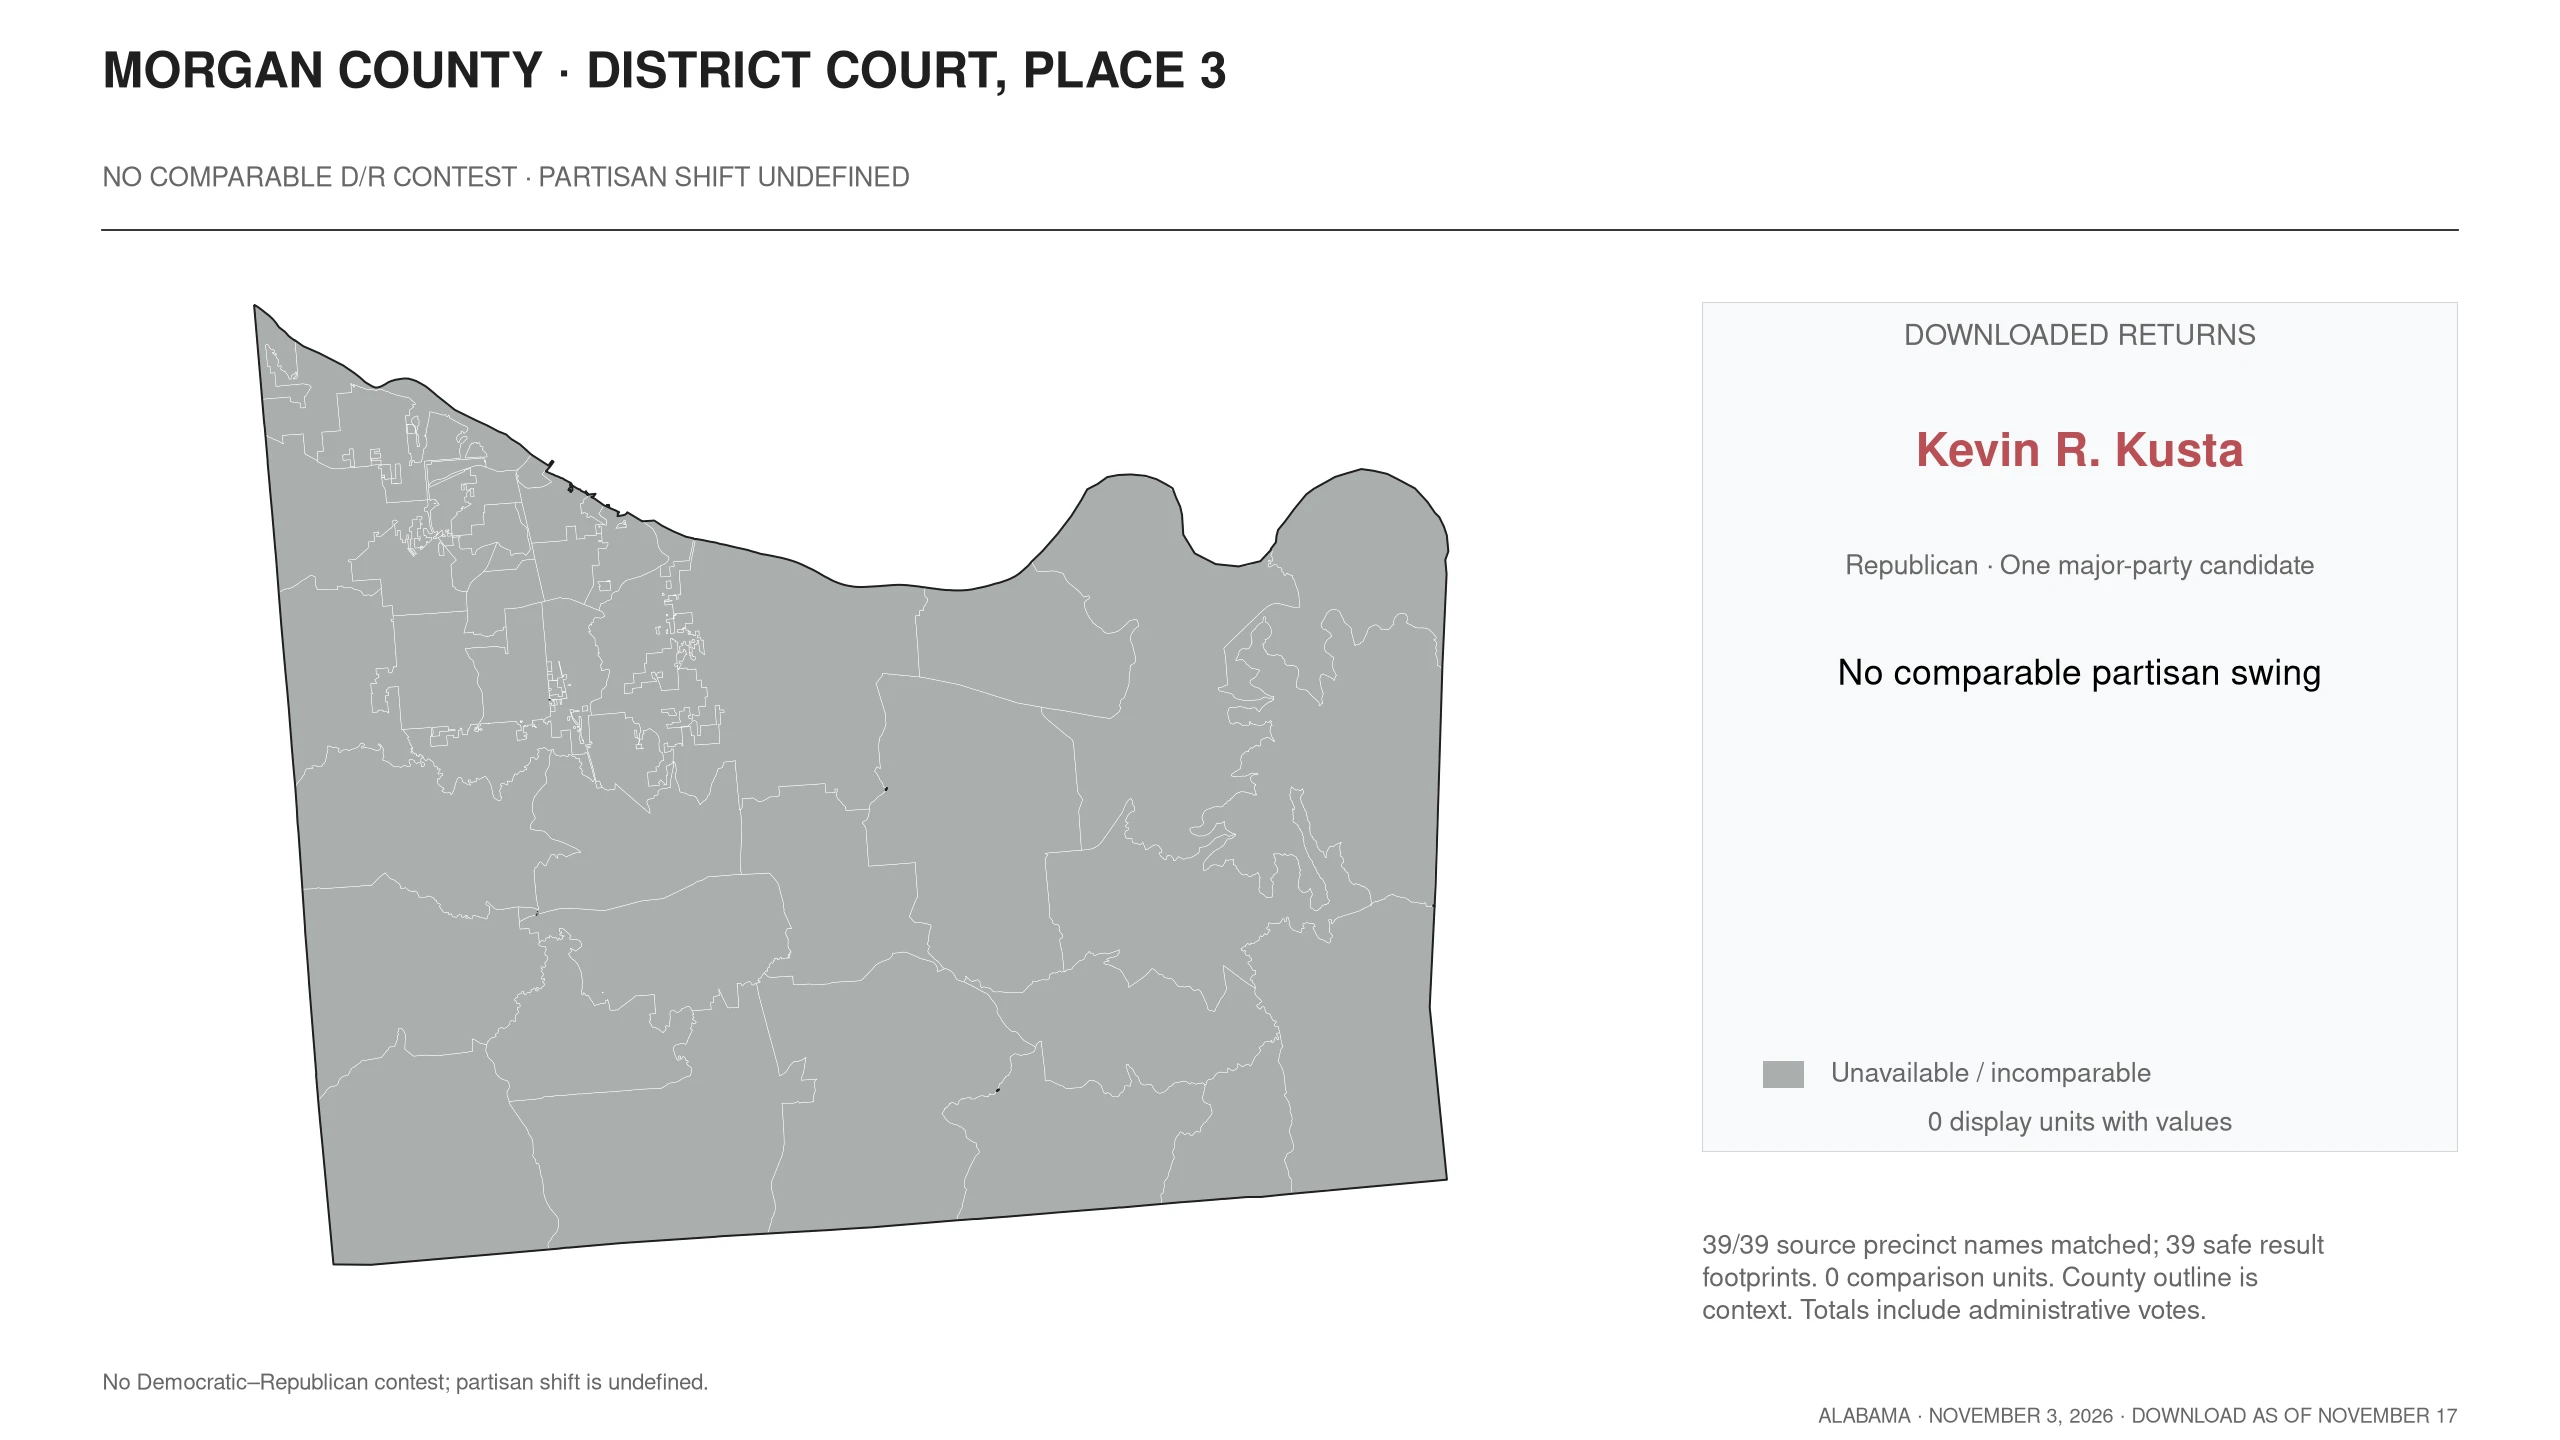 MORGAN COUNTY · DISTRICT COURT, PLACE 3
NO COMPARABLE D/R CONTEST · PARTISAN SHIFT UNDEFINED
DOWNLOADED RETURNS
Kevin R. Kusta
Republican · One major-party candidate
No comparable partisan swing
Unavailable / incomparable
0 display units with values
39/39 source precinct names matched; 39 safe result
footprints. 0 comparison units. County outline is
context. Totals include administrative votes.
No Democratic–Republican contest; partisan shift is undefined.
ALABAMA · NOVEMBER 3, 2026 · DOWNLOAD AS OF NOVEMBER 17